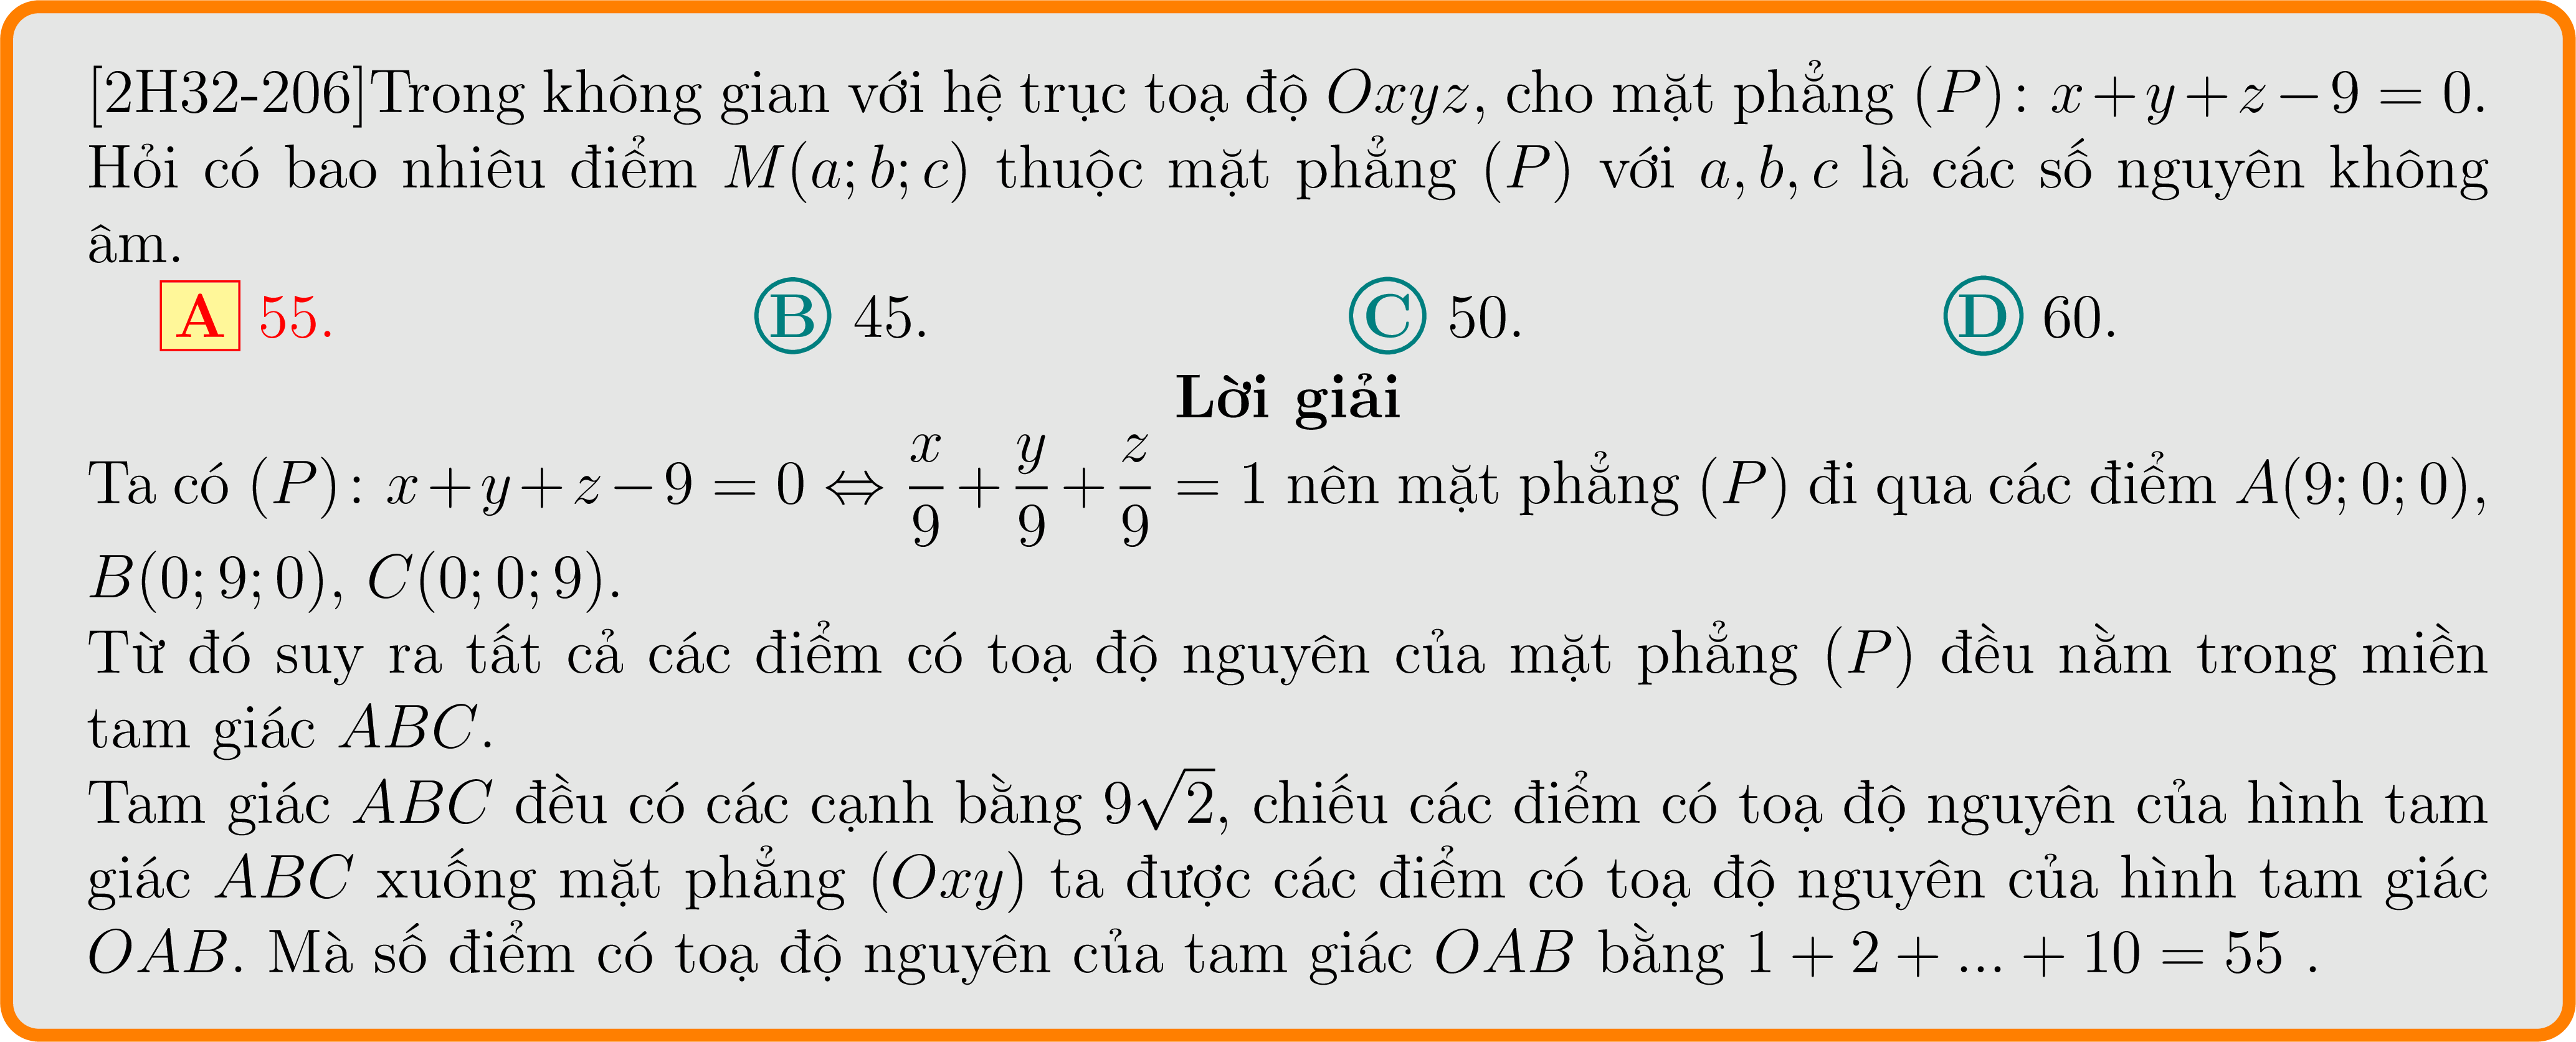 [2H32-206]Trong không gian với hệ trục toạ độ Oxyz, cho mặt phẳng (P): x + y + z − 9 = 0.
Hỏi có bao nhiêu điểm M(a; b; c) thuộc mặt phẳng (P) với a, b, c là các số nguyên không
âm.
A 55. B 45. C 50. D 60.
Lời giải
Ta có (P): x + y + z − 9 = 0 ⇔ x/9 + y/9 + z/9 = 1 nên mặt phẳng (P) đi qua các điểm A(9; 0; 0),
B(0; 9; 0), C(0; 0; 9).
Từ đó suy ra tất cả các điểm có toạ độ nguyên của mặt phẳng (P) đều nằm trong miền
tam giác ABC.
Tam giác ABC đều có các cạnh bằng 9√2, chiếu các điểm có toạ độ nguyên của hình tam
giác ABC xuống mặt phẳng (Oxy) ta được các điểm có toạ độ nguyên của hình tam giác
OAB. Mà số điểm có toạ độ nguyên của tam giác OAB bằng 1 + 2 + ... + 10 = 55 .